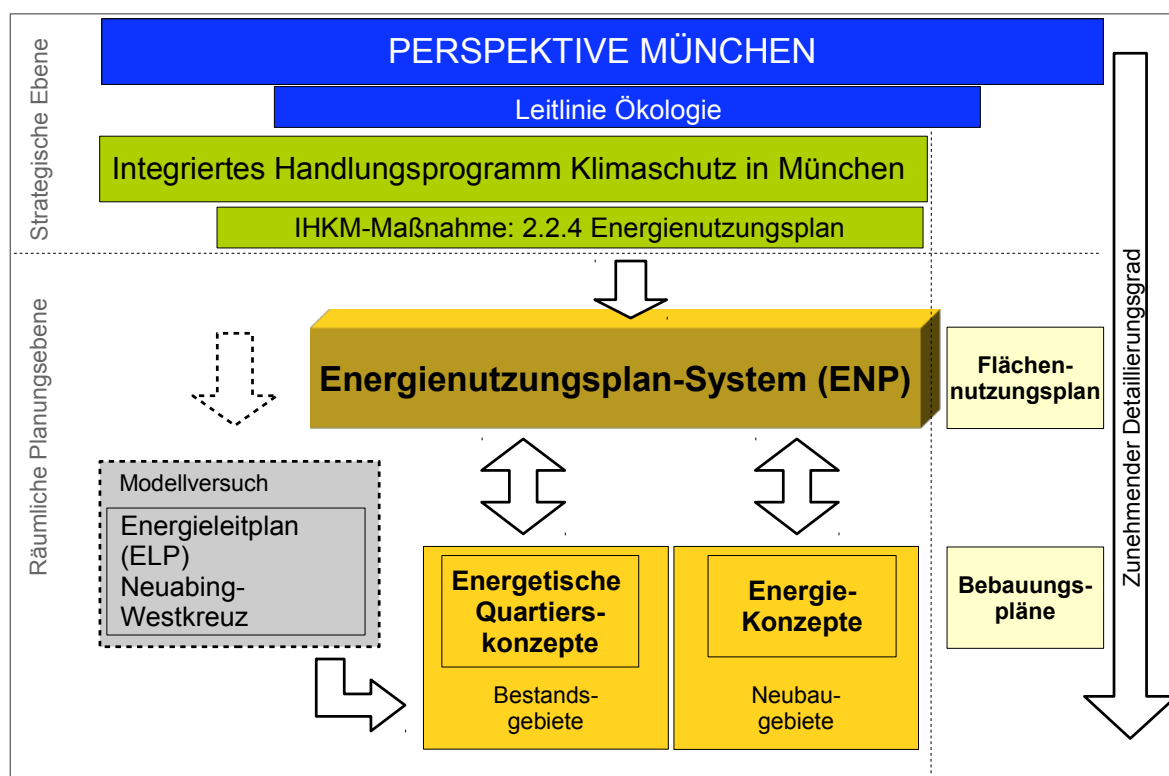 Strategische Ebene
PERSPEKTIVE MÜNCHEN
Leitlinie Ökologie
Integriertes Handlungsprogramm Klimaschutz in München
IHKM-Maßnahme: 2.2.4 Energienutzungsplan
Räumliche Planungsebene
Energienutzungsplan-System (ENP)
Flächen-
nutzungsplan
Modellversuch
Energieleitplan
(ELP)
Neuabing-
Westkreuz
Energetische
Quartiers-
konzepte
Bestands-
gebiete
Energie-
Konzepte
Neubau-
gebiete
Bebauungs-
pläne
Zunehmender Detaillierungsgrad